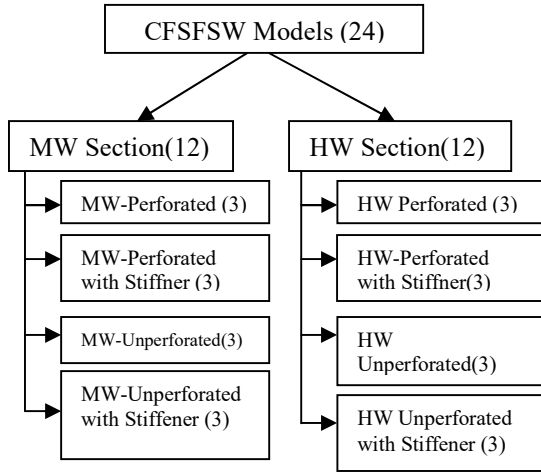 CFSFSW Models (24)
MW Section(12)
MW-Perforated (3)
MW-Perforated
with Stiffner (3)
MW-Unperforated(3)
MW-Unperforated
with Stiffener (3)
HW Section(12)
HW Perforated (3)
HW-Perforated
with Stiffner(3)
HW
Unperforated(3)
HW Unperforated
with Stiffener (3)